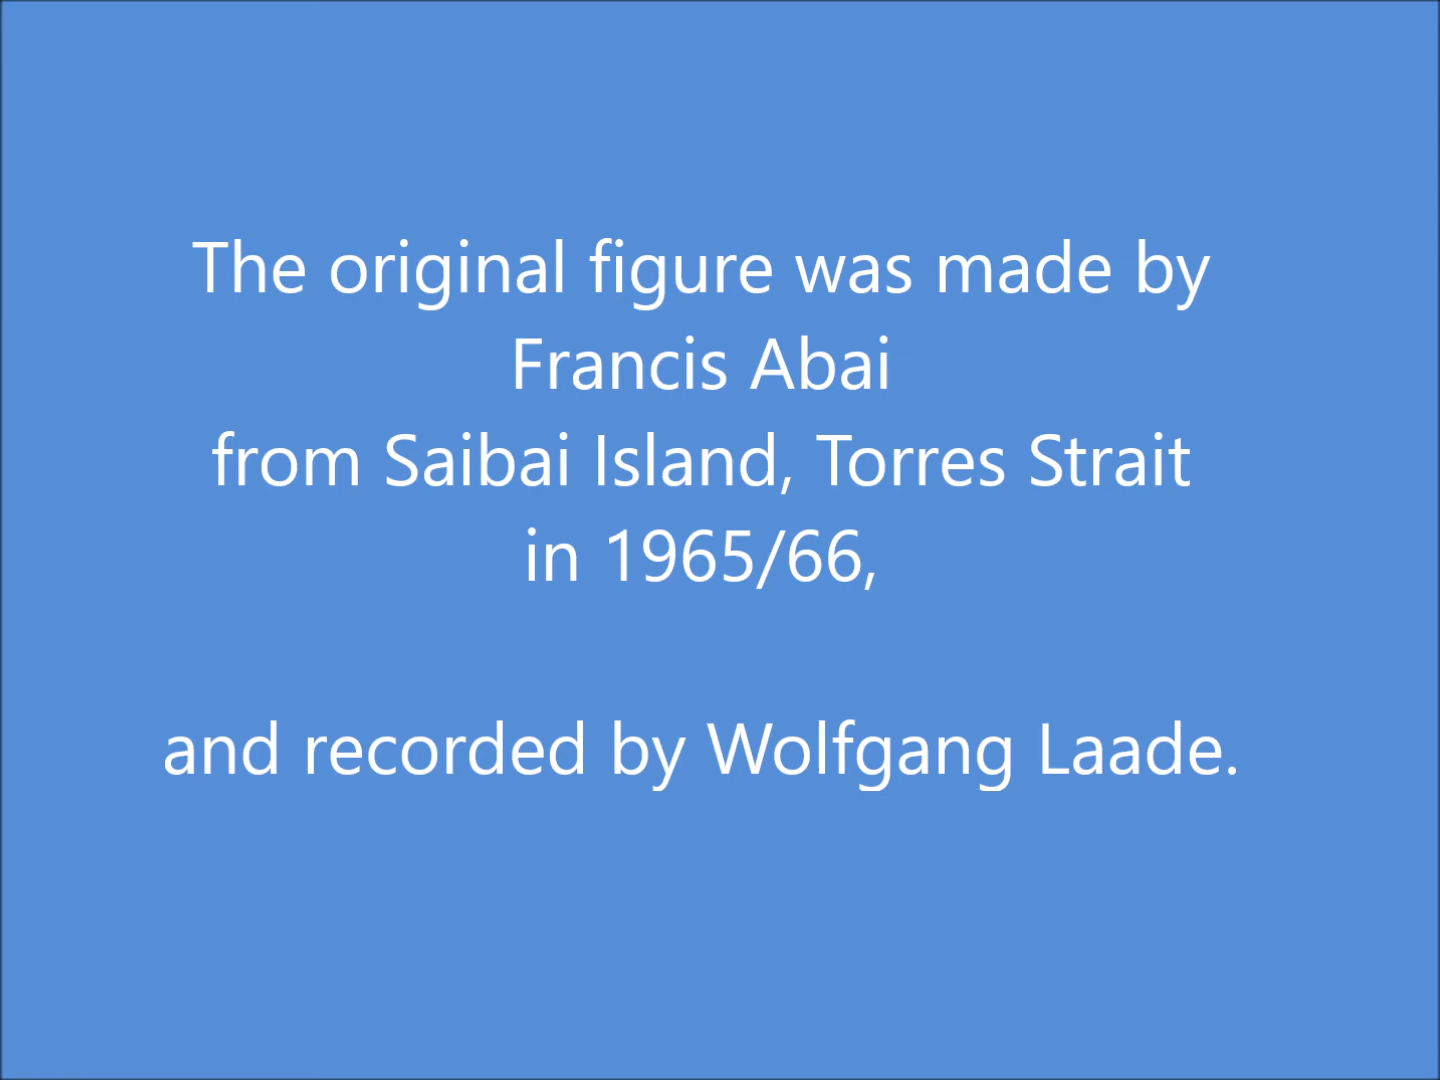 The original figure was made by
Francis Abai
from Saibai Island, Torres Strait
in 1965/66,
and recorded by Wolfgang Laade.